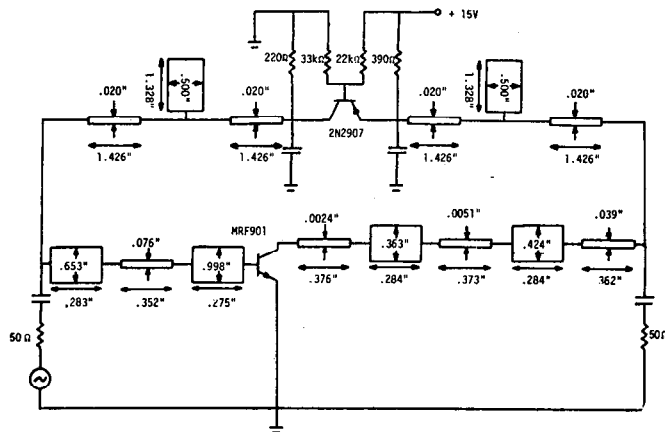 + 15V
220Ω 33kΩ 22kΩ 390Ω
1.328" .500" .500" 1.328"
.020" .020" .020" .020"
2N2907
1.426" 1.426" 1.426" 1.426"
MRF901
.0024" .0051" .039"
.076"
.653" .998" .363" .424"
.376" .284" .373" .284" .362"
.283" .352" .275"
50Ω 50Ω